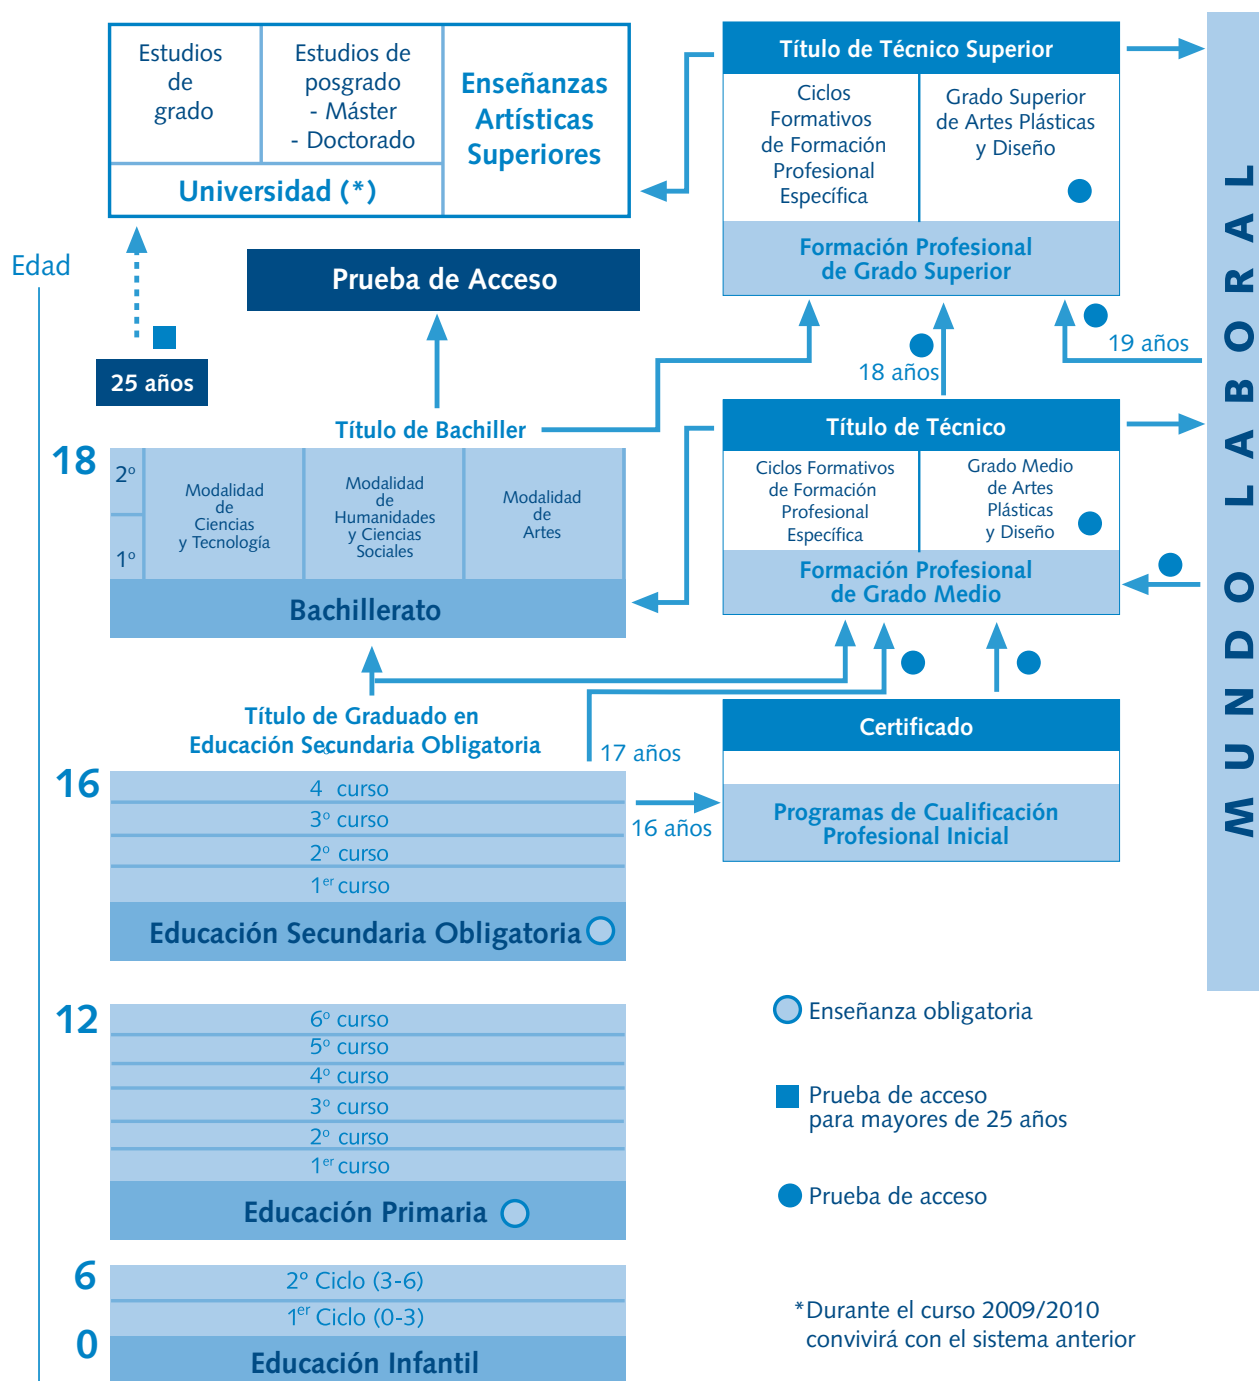 Estudios
de
grado
Estudios de
posgrado
- Máster
- Doctorado
Universidad (*)
Enseñanzas
Artísticas
Superiores
Título de Técnico Superior
Ciclos
Formativos
de Formación
Profesional
Específica
Grado Superior
de Artes Plásticas
y Diseño
Formación Profesional
de Grado Superior
MUNDO LABORAL
Edad
Prueba de Acceso
25 años
18 años
19 años
Título de Bachiller
18
2º
1º
Modalidad
de
Ciencias
y Tecnología
Modalidad
de
Humanidades
y Ciencias
Sociales
Modalidad
de
Artes
Bachillerato
Título de Técnico
Ciclos Formativos
de Formación
Profesional
Específica
Grado Medio
de Artes
Plásticas
y Diseño
Formación Profesional
de Grado Medio
Título de Graduado en
Educación Secundaria Obligatoria
17 años
16 años
Certificado
Programas de Cualificación
Profesional Inicial
16
4º curso
3º curso
2º curso
1er curso
Educación Secundaria Obligatoria
12
6º curso
5º curso
4º curso
3º curso
2º curso
1er curso
Educación Primaria
6
2º Ciclo (3-6)
1er Ciclo (0-3)
0
Educación Infantil
Enseñanza obligatoria
Prueba de acceso
para mayores de 25 años
Prueba de acceso
*Durante el curso 2009/2010
convivirá con el sistema anterior